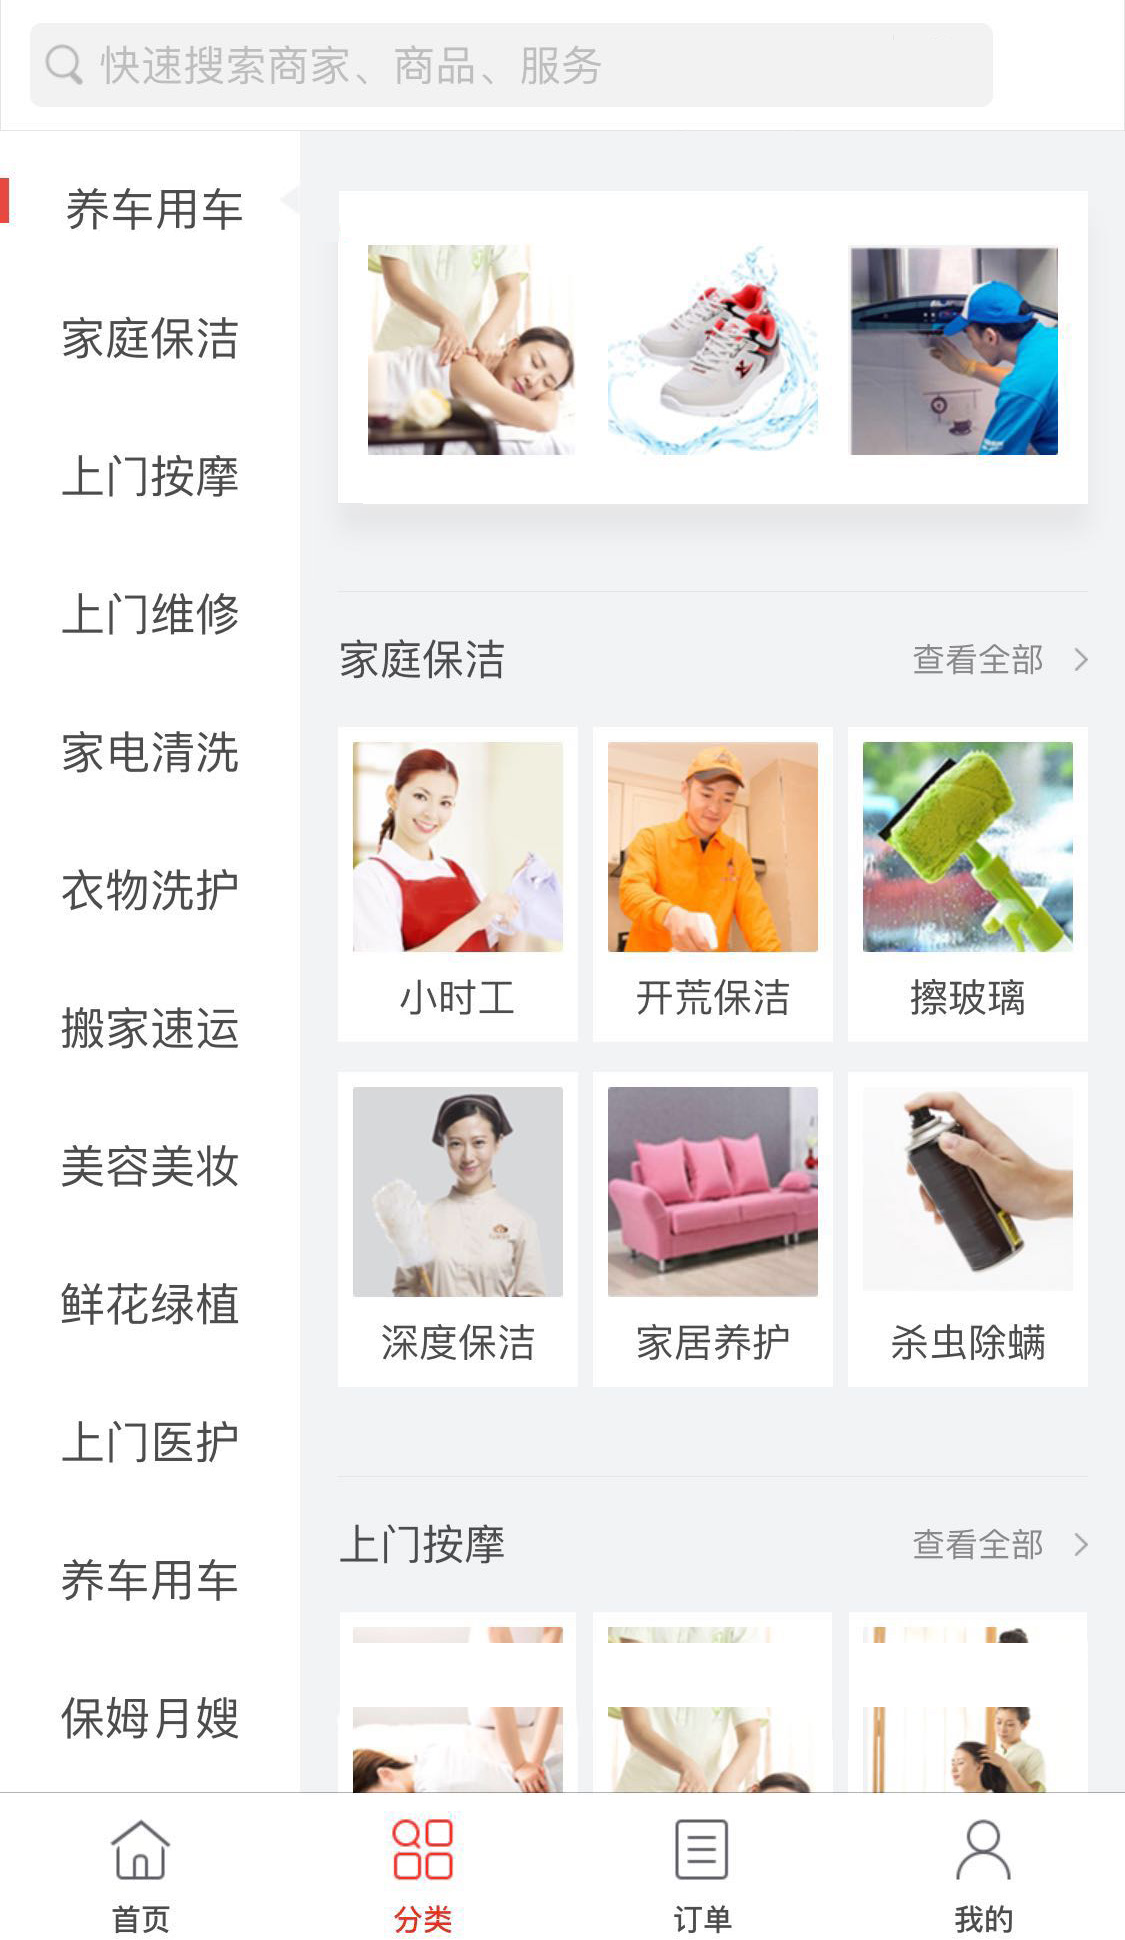 快速搜索商家、商品、服务
养车用车
家庭保洁
上门按摩
上门维修
家电清洗
衣物洗护
搬家速运
美容美妆
鲜花绿植
上门医护
养车用车
保姆月嫂
家庭保洁
查看全部
小时工
开荒保洁
擦玻璃
深度保洁
家居养护
杀虫除螨
上门按摩
查看全部
首页
分类
订单
我的